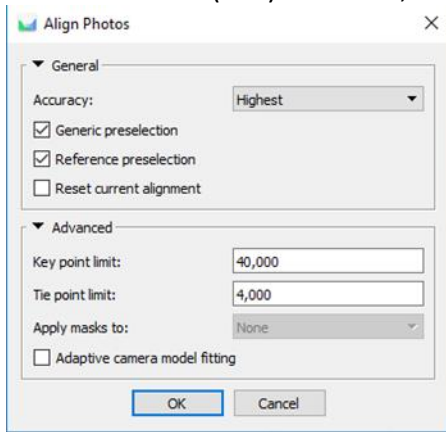 Align Photos
General
Accuracy: Highest
Generic preselection
Reference preselection
Reset current alignment
Advanced
Key point limit: 40,000
Tie point limit: 4,000
Apply masks to: None
Adaptive camera model fitting
OK Cancel